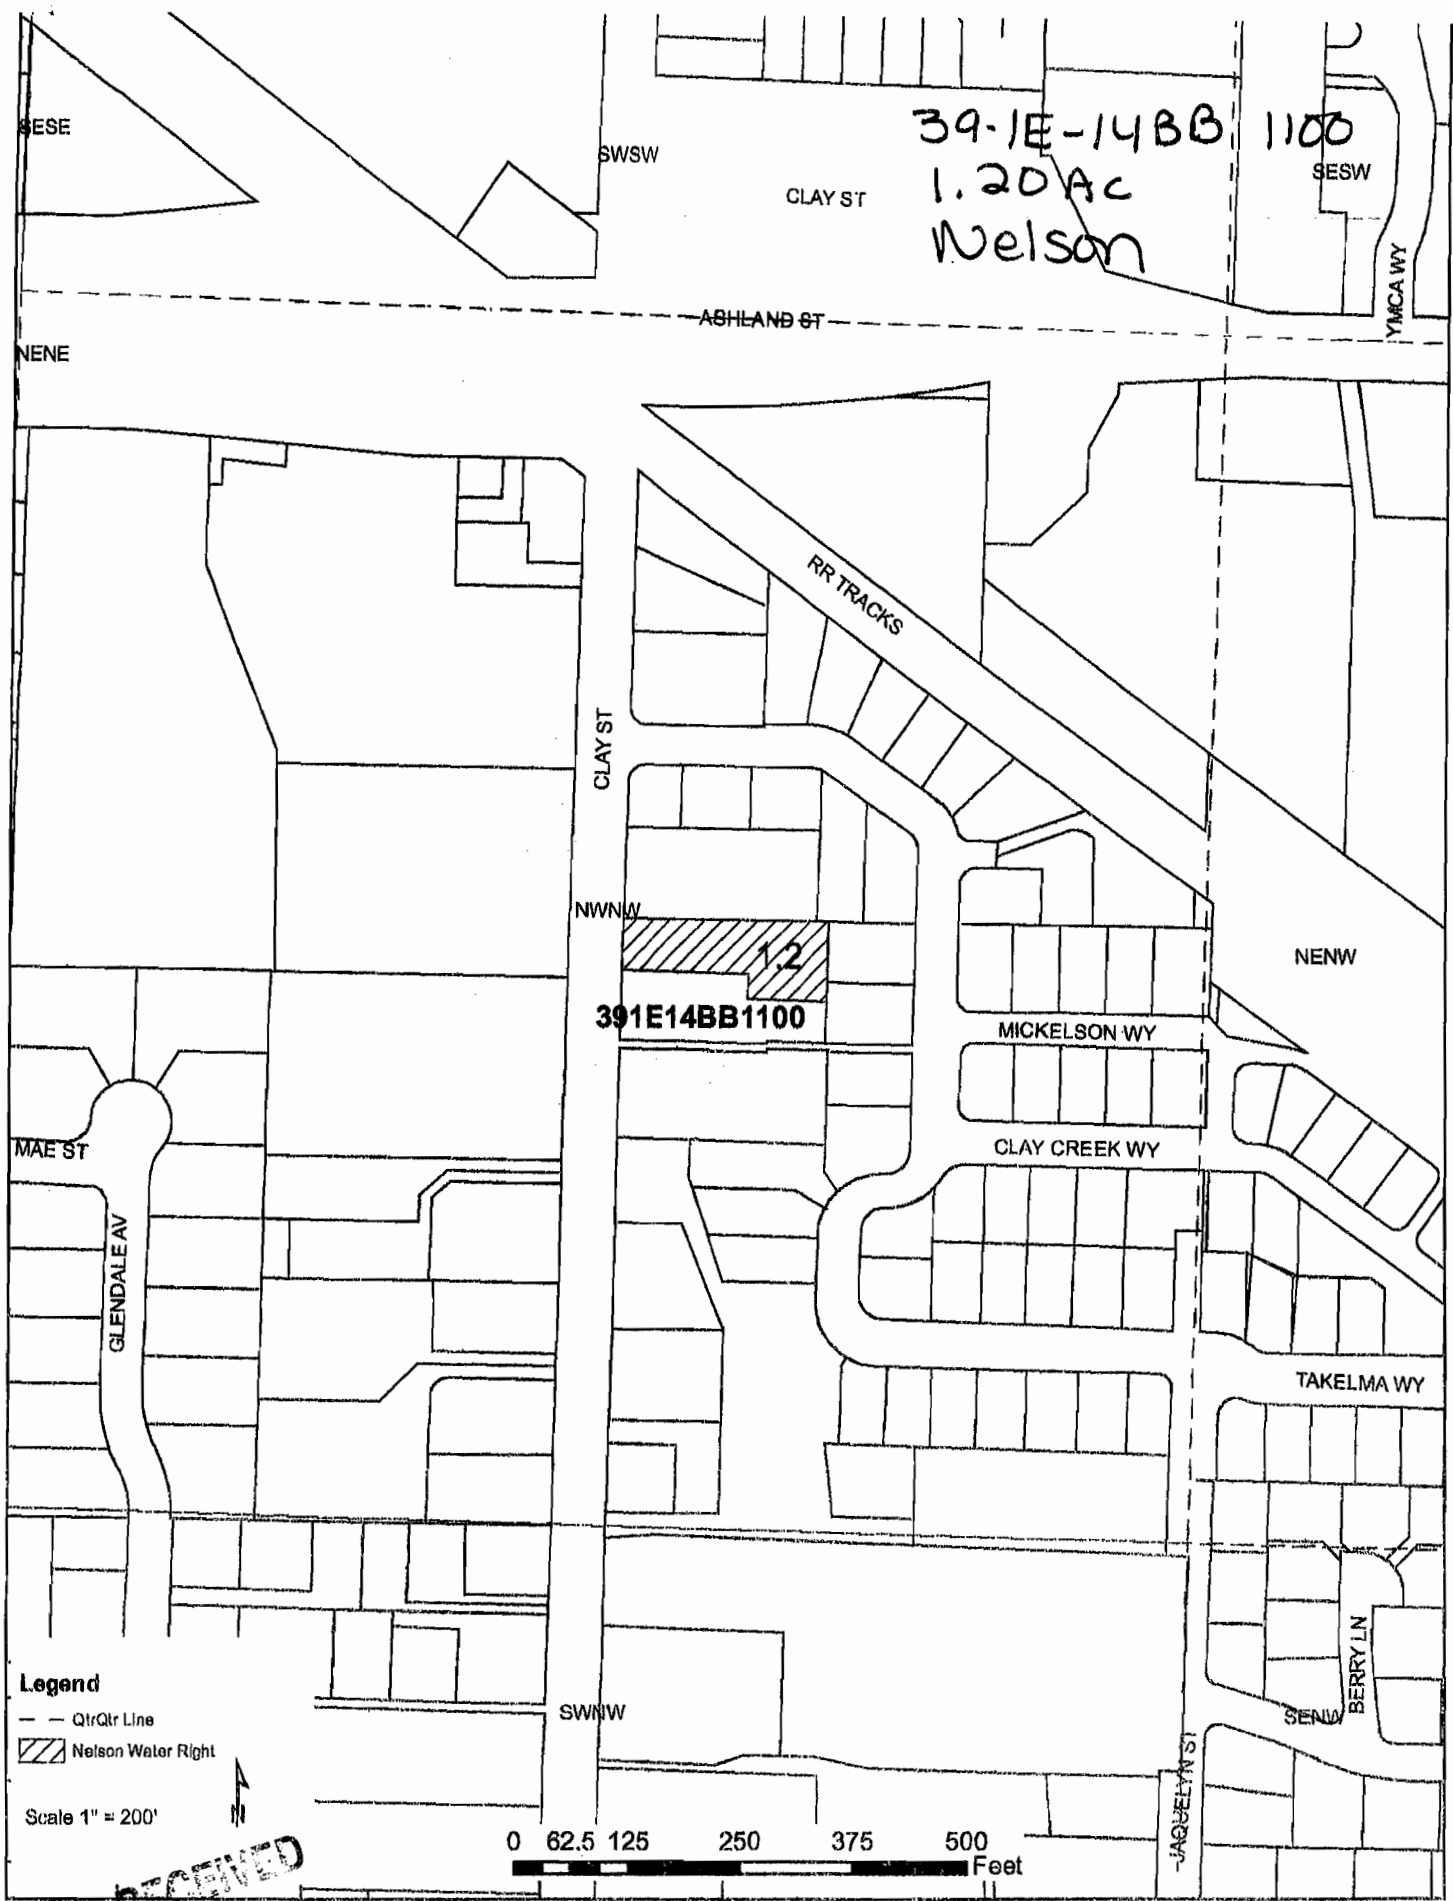 39-1E-14BB 1100
1.20 Ac
Nelson
SESE
SWSW
CLAY ST
SESW
YMCA WY
ASHLAND ST
NENE
RR TRACKS
CLAY ST
NWNW
1.2
NENW
391E14BB1100
MICKELSON WY
MAE ST
CLAY CREEK WY
GLENDALE AV
TAKELMA WY
BERRY LN
SWNW
SENW
JAQUELYN ST
Legend
QtrQtr Line
Nelson Water Right
Scale 1" = 200'
N
0 62.5 125 250 375 500
Feet
RECEIVED